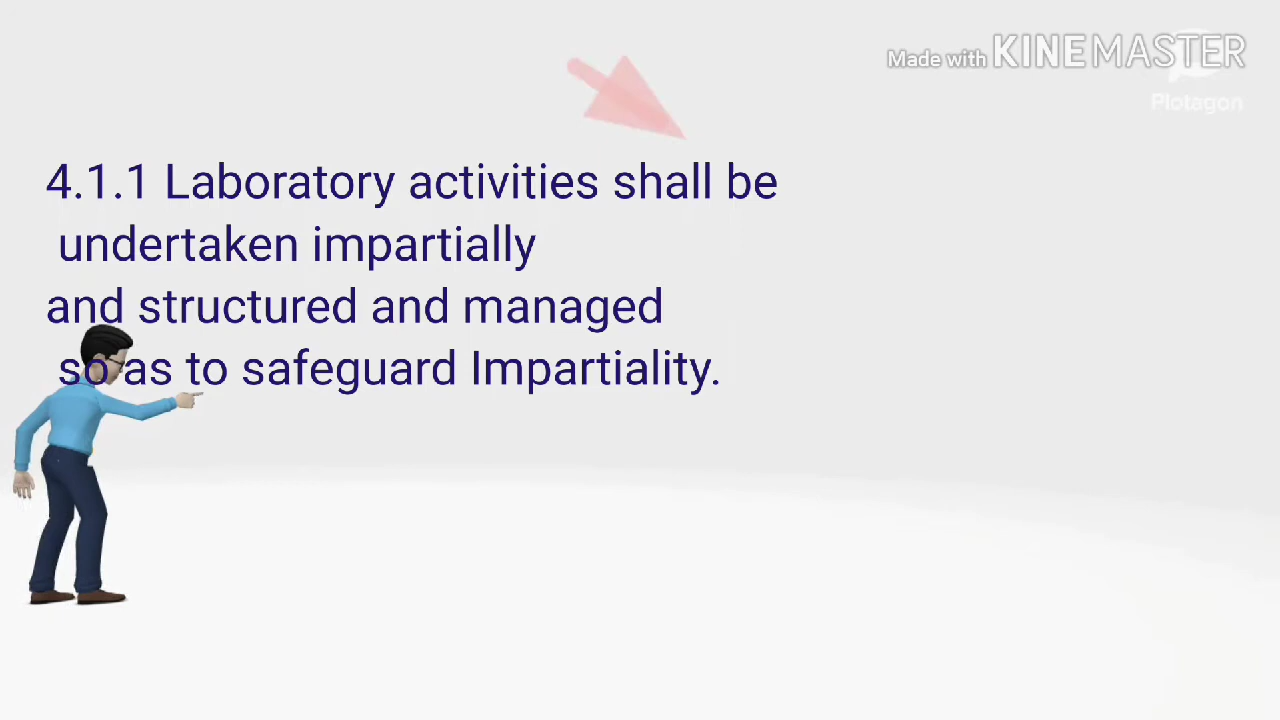 Made with KINEMASTER
Plotagon
4.1.1 Laboratory activities shall be
undertaken impartially
and structured and managed
so as to safeguard Impartiality.